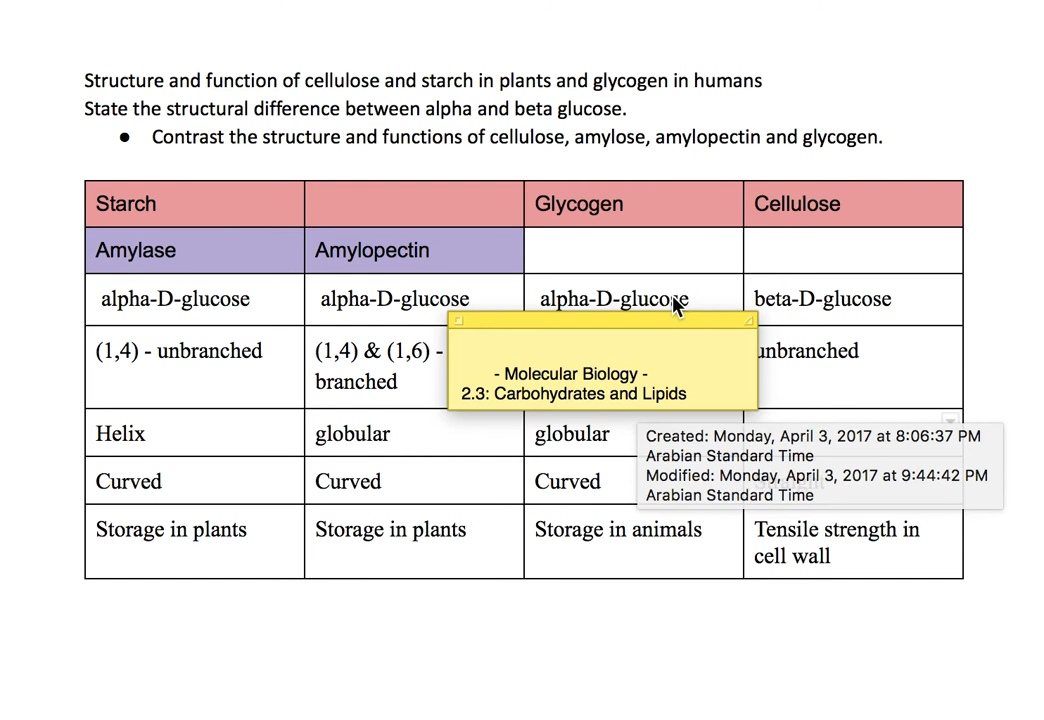 Structure and function of cellulose and starch in plants and glycogen in humans
State the structural difference between alpha and beta glucose.
● Contrast the structure and functions of cellulose, amylose, amylopectin and glycogen.
Starch Glycogen Cellulose
Amylase Amylopectin
alpha-D-glucose alpha-D-glucose alpha-D-glucose beta-D-glucose
(1,4) - unbranched (1,4) & (1,6) - unbranched
branched
- Molecular Biology -
2.3: Carbohydrates and Lipids
Helix globular globular
Created: Monday, April 3, 2017 at 8:06:37 PM
Arabian Standard Time
Modified: Monday, April 3, 2017 at 9:44:42 PM
Arabian Standard Time
Curved Curved Curved
Storage in plants Storage in plants Storage in animals Tensile strength in
cell wall